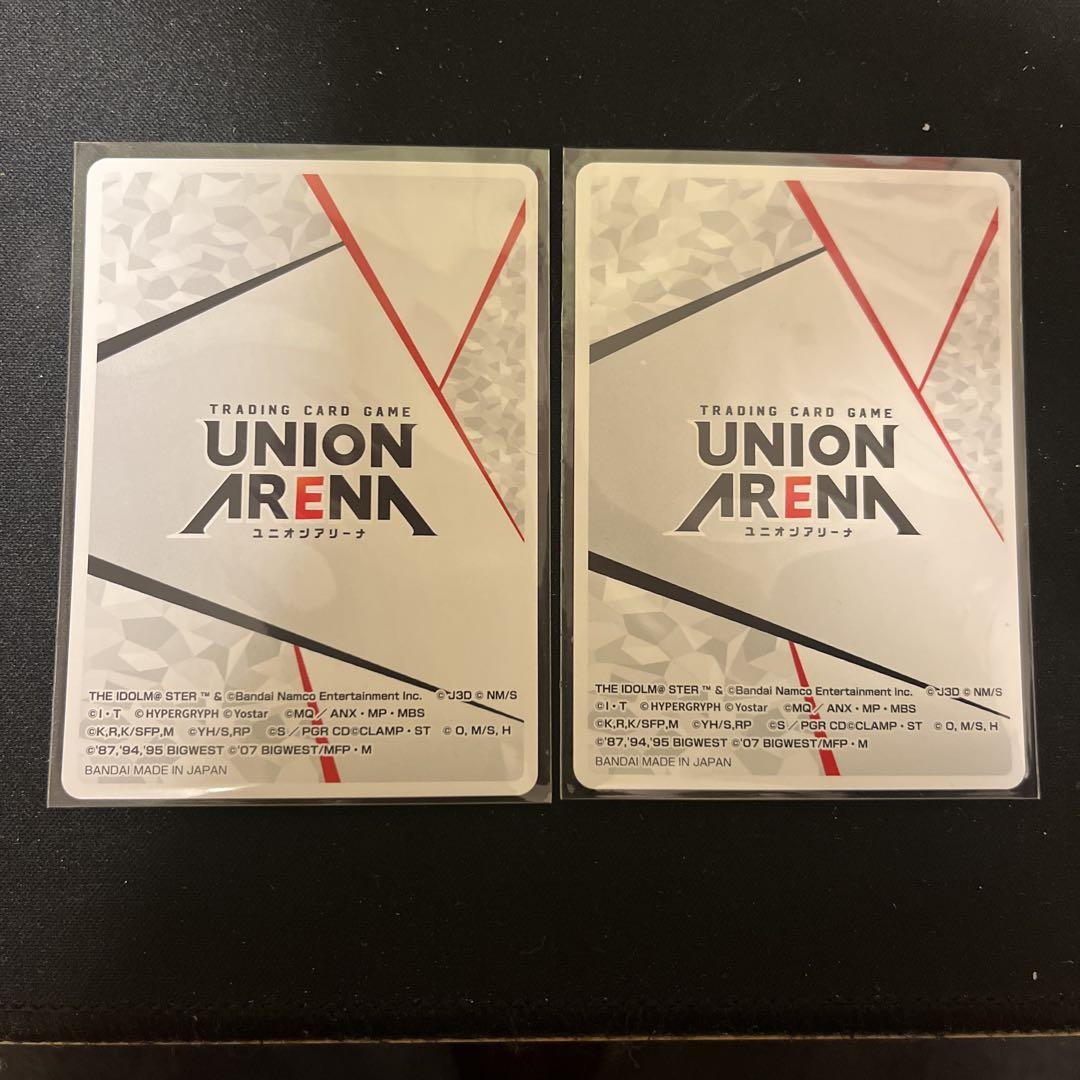 TRADING CARD GAME
UNION
ARENA
ユニオンアリーナ
THE IDOLM@ STER ™ & ©Bandai Namco Entertainment Inc. © U3D © NM/S
©I・T ©HYPERGRYPH ©Yostar ©MQ／ANX・MP・MBS
©K,R,K/SFP,M ©YH/S,RP ©S／PGR CD©CLAMP・ST © O, M/S, H
©'87,'94,'95 BIGWEST ©'07 BIGWEST/MFP・M
BANDAI MADE IN JAPAN
TRADING CARD GAME
UNION
ARENA
ユニオンアリーナ
THE IDOLM@ STER ™ & ©Bandai Namco Entertainment Inc. © U3D © NM/S
©I・T ©HYPERGRYPH ©Yostar ©MQ／ANX・MP・MBS
©K,R,K/SFP,M ©YH/S,RP ©S／PGR CD©CLAMP・ST © O, M/S, H
©'87,'94,'95 BIGWEST ©'07 BIGWEST/MFP・M
BANDAI MADE IN JAPAN